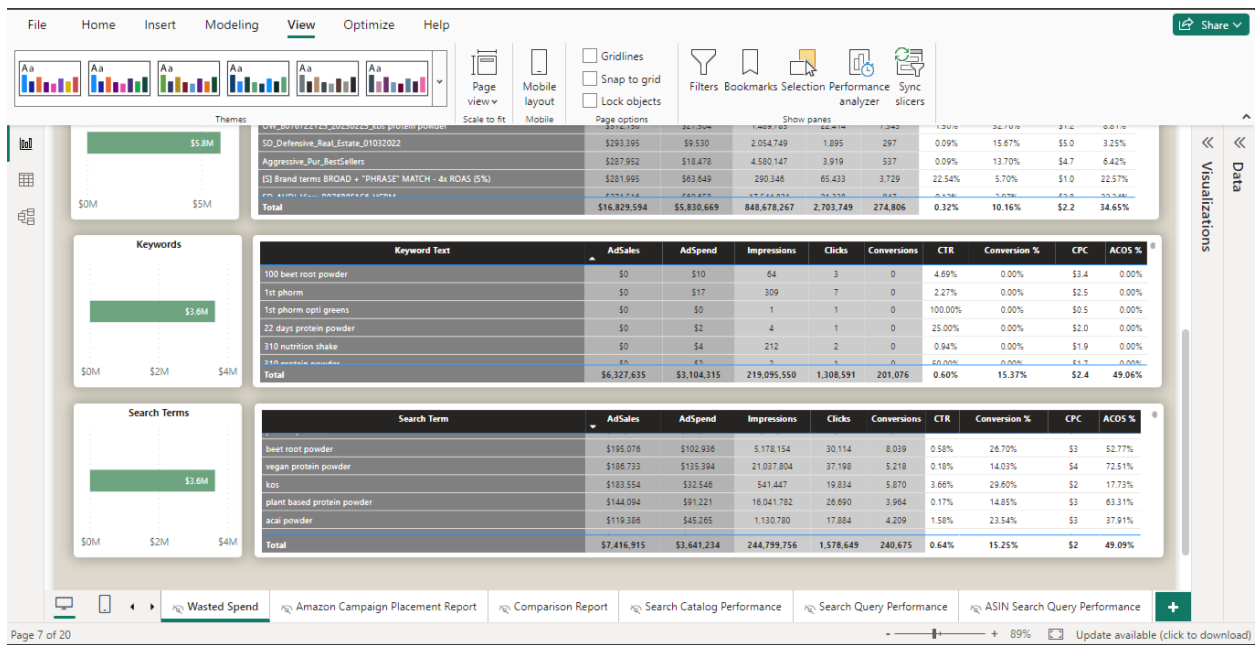 File Home Insert Modeling View Optimize Help Share
Aa Aa Aa Aa Aa Aa
Page view Mobile layout
Gridlines
Snap to grid
Lock objects
Filters Bookmarks Selection Performance analyzer Sync slicers
Themes Scale to fit Mobile Page options Show panes
SD_Defensive_Real_Estate_01032022 $293,395 $9,530 2,054,749 1,895 297 0.09% 15.67% $5.0 3.25%
Aggressive_Pur_BestSellers $287,952 $18,478 4,580,147 3,919 537 0.09% 13.70% $4.7 6.42%
[S] Brand terms BROAD + "PHRASE" MATCH - 4x ROAS (5%) $281,995 $63,649 290,346 65,433 3,729 22.54% 5.70% $1.0 22.57%
Total $16,829,594 $5,830,669 848,678,267 2,703,749 274,806 0.32% 10.16% $2.2 34.65%
$5.8M
$0M $5M
Visualizations
Data
Keywords
$3.6M
$0M $2M $4M
Keyword Text AdSales AdSpend Impressions Clicks Conversions CTR Conversion % CPC ACOS %
100 beet root powder $0 $10 64 3 0 4.69% 0.00% $3.4 0.00%
1st phorm $0 $17 309 7 0 2.27% 0.00% $2.5 0.00%
1st phorm opti greens $0 $0 1 1 0 100.00% 0.00% $0.5 0.00%
22 days protein powder $0 $2 4 1 0 25.00% 0.00% $2.0 0.00%
310 nutrition shake $0 $4 212 2 0 0.94% 0.00% $1.9 0.00%
Total $6,327,635 $3,104,315 219,095,550 1,308,591 201,076 0.60% 15.37% $2.4 49.06%
Search Terms
$3.6M
$0M $2M $4M
Search Term AdSales AdSpend Impressions Clicks Conversions CTR Conversion % CPC ACOS %
beet root powder $195,076 $102,936 5,178,154 30,114 8,039 0.58% 26.70% $3 52.77%
vegan protein powder $186,733 $135,394 21,037,804 37,198 5,218 0.18% 14.03% $4 72.51%
kos $183,554 $32,546 541,447 19,834 5,870 3.66% 29.60% $2 17.73%
plant based protein powder $144,094 $91,221 16,041,782 26,690 3,964 0.17% 14.85% $3 63.31%
acai powder $119,386 $45,265 1,130,780 17,884 4,209 1.58% 23.54% $3 37.91%
Total $7,416,915 $3,641,234 244,799,756 1,578,649 240,675 0.64% 15.25% $2 49.09%
Wasted Spend Amazon Campaign Placement Report Comparison Report Search Catalog Performance Search Query Performance ASIN Search Query Performance +
Page 7 of 20 - + 89% Update available (click to download)